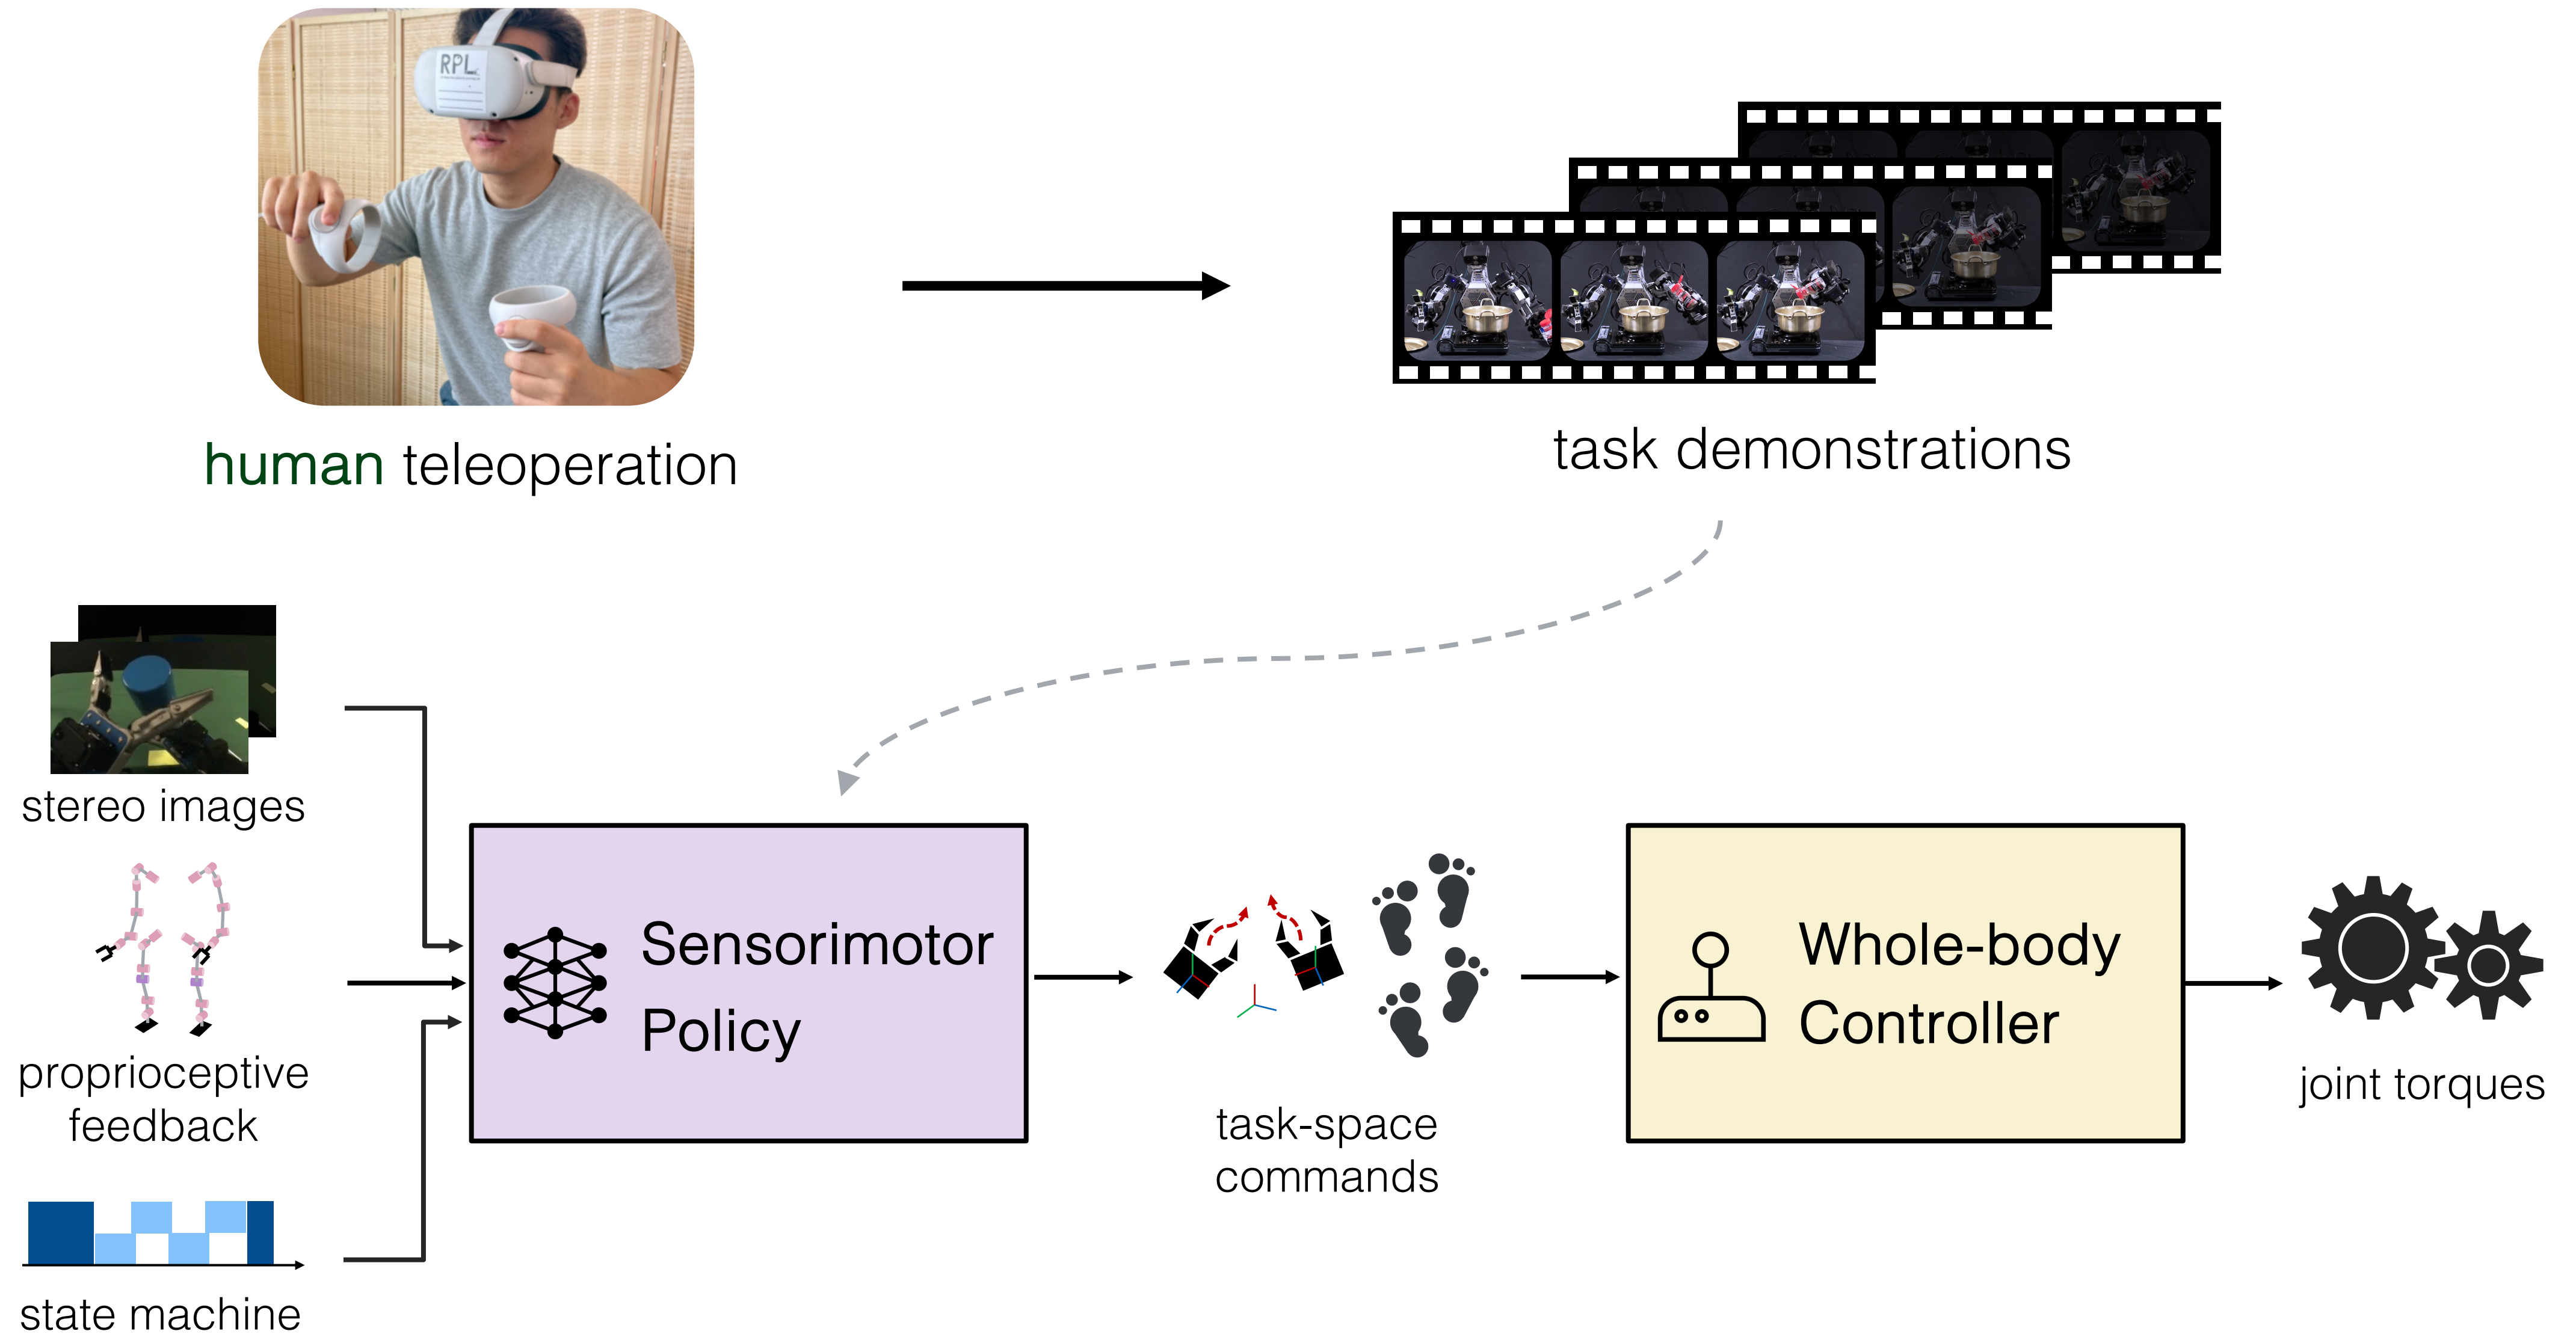 RPL
human teleoperation
task demonstrations
stereo images
proprioceptive
feedback
state machine
Sensorimotor
Policy
task-space
commands
Whole-body
Controller
joint torques